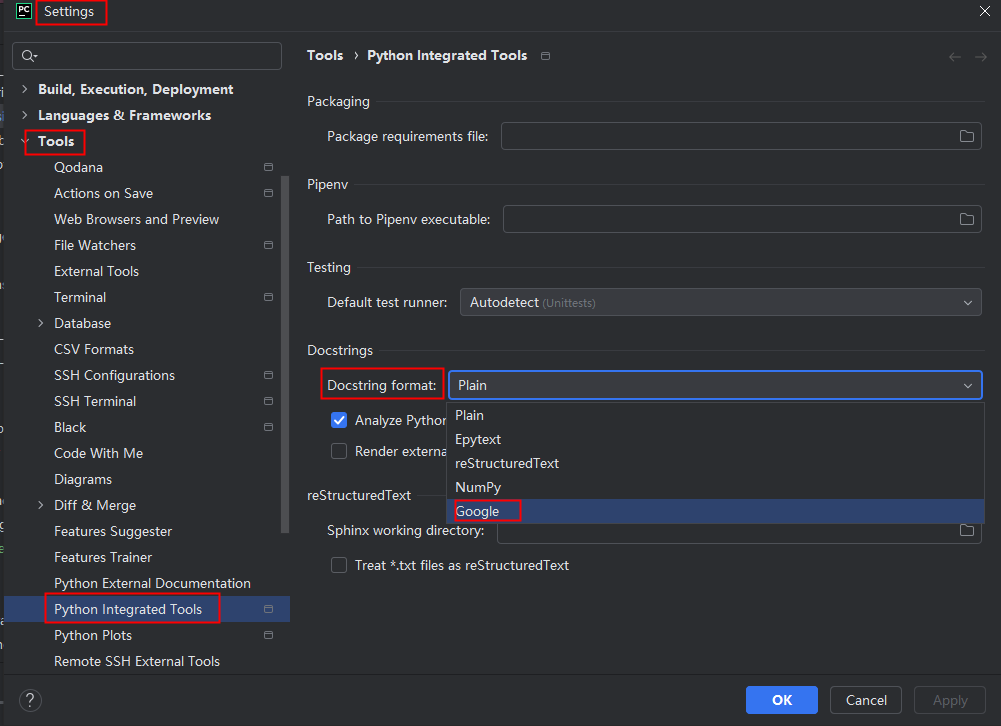 PC Settings
Build, Execution, Deployment
Languages & Frameworks
Tools
Qodana
Actions on Save
Web Browsers and Preview
File Watchers
External Tools
Terminal
Database
CSV Formats
SSH Configurations
SSH Terminal
Black
Code With Me
Diagrams
Diff & Merge
Features Suggester
Features Trainer
Python External Documentation
Python Integrated Tools
Python Plots
Remote SSH External Tools
?
Tools › Python Integrated Tools
Packaging
Package requirements file:
Pipenv
Path to Pipenv executable:
Testing
Default test runner: Autodetect (Unittests)
Docstrings
Docstring format: Plain
Plain
Epytext
reStructuredText
NumPy
Google
Analyze Python
Render externa
reStructuredText
Sphinx working directory:
Treat *.txt files as reStructuredText
OK Cancel Apply